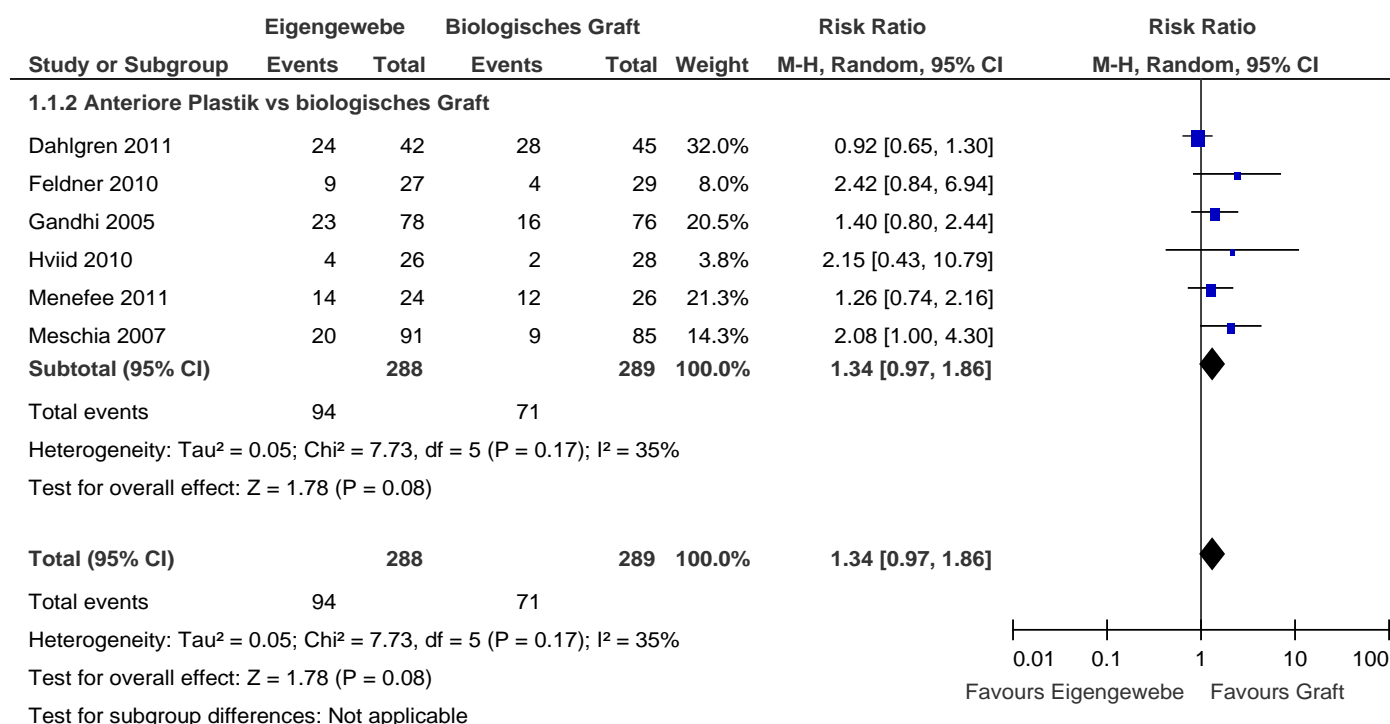 Eigengewebe Biologisches Graft Risk Ratio Risk Ratio
Study or Subgroup Events Total Events Total Weight M-H, Random, 95% CI M-H, Random, 95% CI
1.1.2 Anteriore Plastik vs biologisches Graft
Dahlgren 2011 24 42 28 45 32.0% 0.92 [0.65, 1.30]
Feldner 2010 9 27 4 29 8.0% 2.42 [0.84, 6.94]
Gandhi 2005 23 78 16 76 20.5% 1.40 [0.80, 2.44]
Hviid 2010 4 26 2 28 3.8% 2.15 [0.43, 10.79]
Menefee 2011 14 24 12 26 21.3% 1.26 [0.74, 2.16]
Meschia 2007 20 91 9 85 14.3% 2.08 [1.00, 4.30]
Subtotal (95% CI) 288 289 100.0% 1.34 [0.97, 1.86]
Total events 94 71
Heterogeneity: Tau² = 0.05; Chi² = 7.73, df = 5 (P = 0.17); I² = 35%
Test for overall effect: Z = 1.78 (P = 0.08)
Total (95% CI) 288 289 100.0% 1.34 [0.97, 1.86]
Total events 94 71
Heterogeneity: Tau² = 0.05; Chi² = 7.73, df = 5 (P = 0.17); I² = 35%
Test for overall effect: Z = 1.78 (P = 0.08)
Test for subgroup differences: Not applicable
0.01 0.1 1 10 100
Favours Eigengewebe Favours Graft